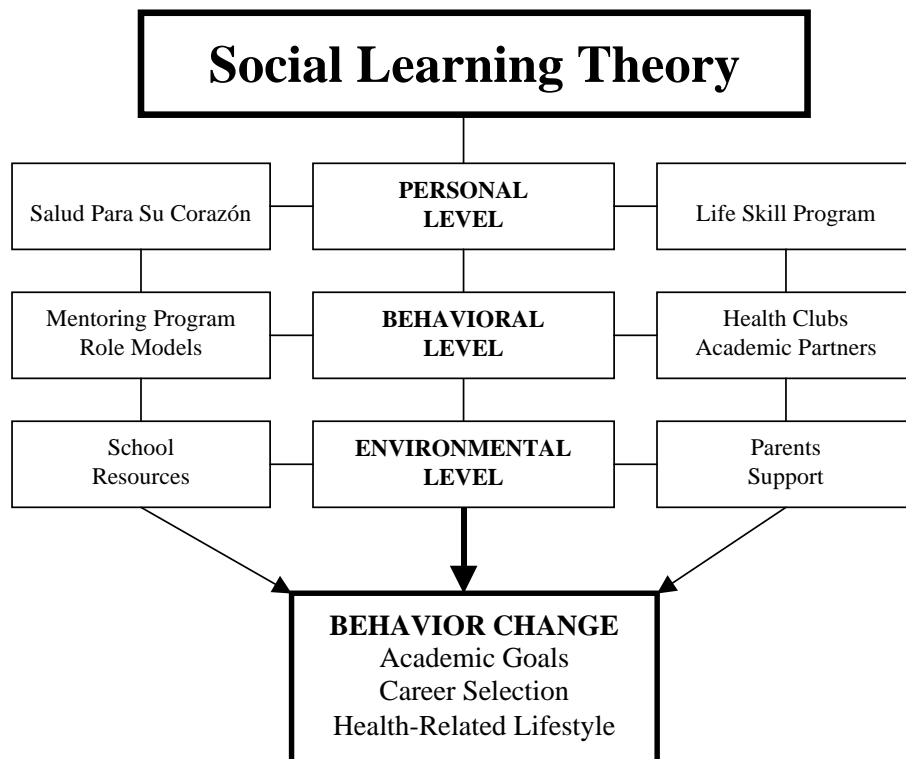 Social Learning Theory
Salud Para Su Corazón
PERSONAL
LEVEL
Life Skill Program
Mentoring Program
Role Models
BEHAVIORAL
LEVEL
Health Clubs
Academic Partners
School
Resources
ENVIRONMENTAL
LEVEL
Parents
Support
BEHAVIOR CHANGE
Academic Goals
Career Selection
Health-Related Lifestyle